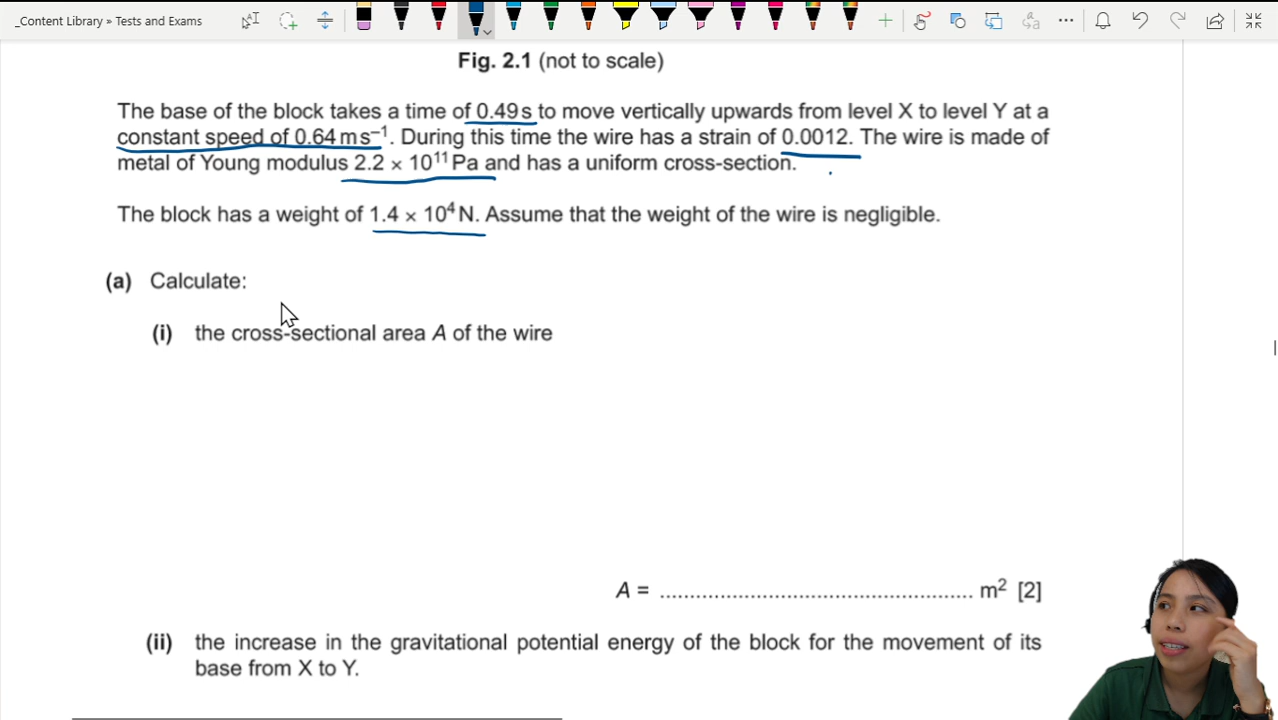 _Content Library » Tests and Exams
Fig. 2.1 (not to scale)
The base of the block takes a time of 0.49 s to move vertically upwards from level X to level Y at a
constant speed of 0.64 m s⁻¹. During this time the wire has a strain of 0.0012. The wire is made of
metal of Young modulus 2.2 × 10¹¹ Pa and has a uniform cross-section.
The block has a weight of 1.4 × 10⁴ N. Assume that the weight of the wire is negligible.
(a) Calculate:
(i) the cross-sectional area A of the wire
A = .................................................... m² [2]
(ii) the increase in the gravitational potential energy of the block for the movement of its
base from X to Y.